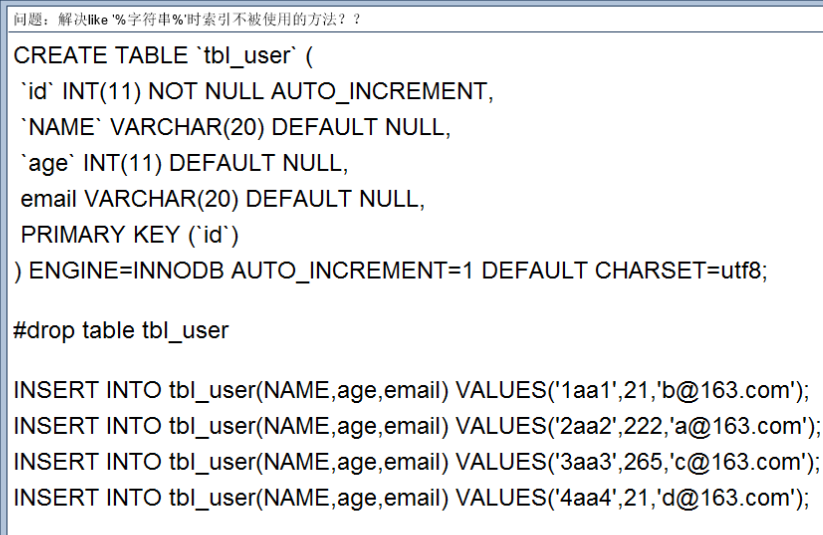 问题：解决like '%字符串%'时索引不被使用的方法？？
CREATE TABLE `tbl_user` (
`id` INT(11) NOT NULL AUTO_INCREMENT,
`NAME` VARCHAR(20) DEFAULT NULL,
`age` INT(11) DEFAULT NULL,
email VARCHAR(20) DEFAULT NULL,
PRIMARY KEY (`id`)
) ENGINE=INNODB AUTO_INCREMENT=1 DEFAULT CHARSET=utf8;
#drop table tbl_user
INSERT INTO tbl_user(NAME,age,email) VALUES('1aa1',21,'b@163.com');
INSERT INTO tbl_user(NAME,age,email) VALUES('2aa2',222,'a@163.com');
INSERT INTO tbl_user(NAME,age,email) VALUES('3aa3',265,'c@163.com');
INSERT INTO tbl_user(NAME,age,email) VALUES('4aa4',21,'d@163.com');